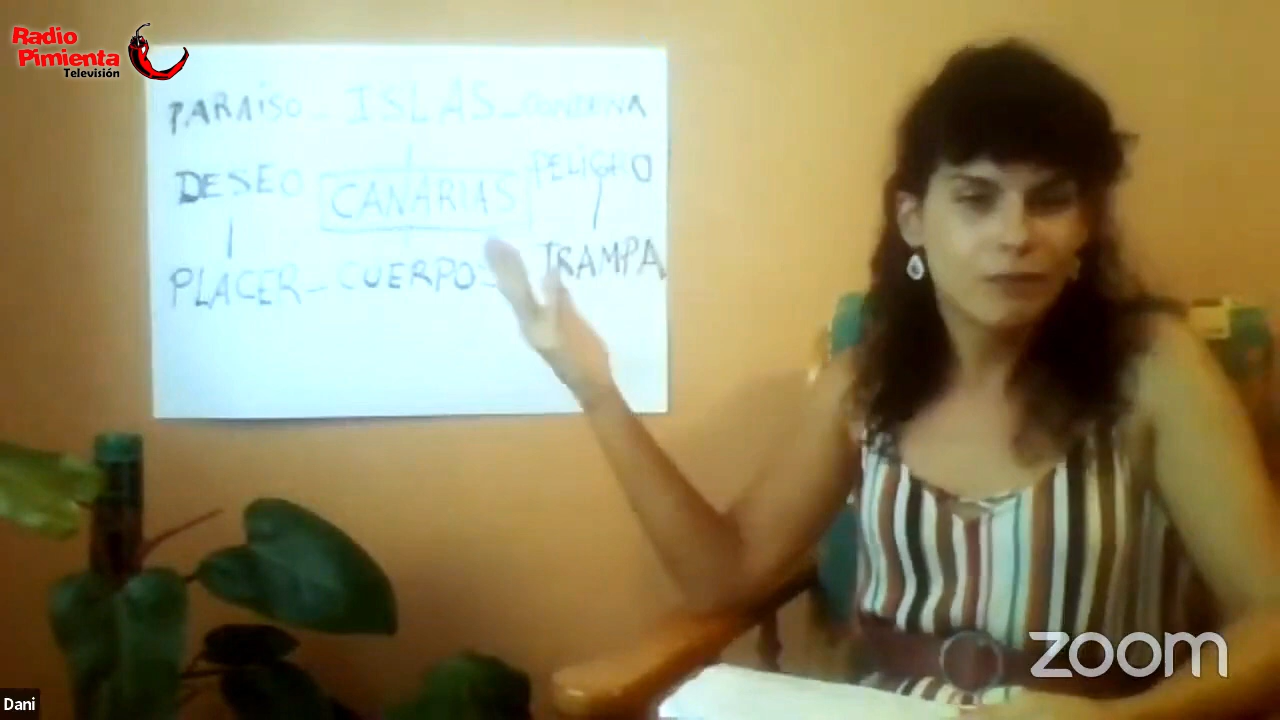 Radio
Pimienta
Televisión
PARAISO - ISLAS - CONDENA
DESEO CANARIAS PELIGRO
PLACER - CUERPOS TRAMPA
zoom
Dani